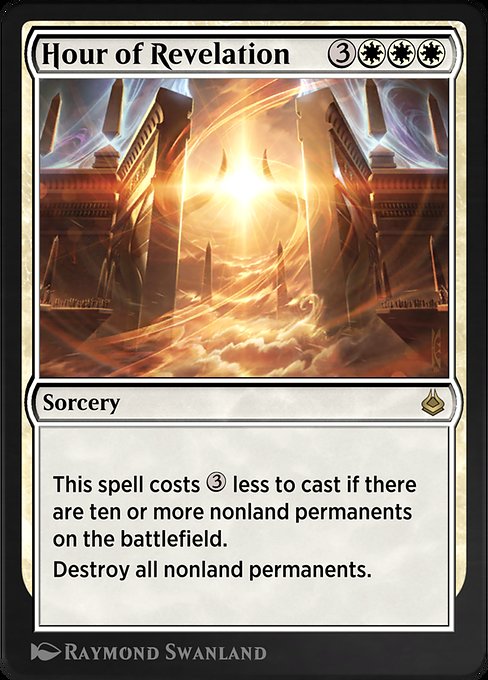 Hour of Revelation 3
Sorcery
This spell costs 3 less to cast if there
are ten or more nonland permanents
on the battlefield.
Destroy all nonland permanents.
Raymond Swanland